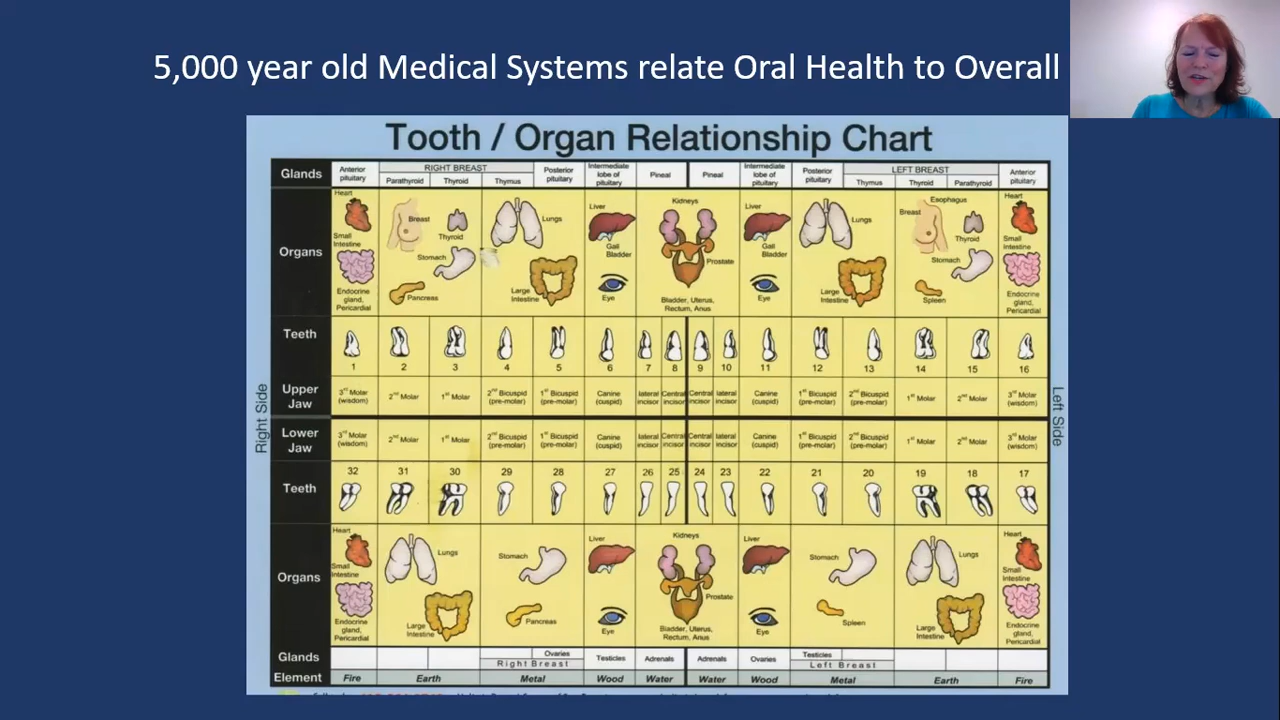 5,000 year old Medical Systems relate Oral Health to Overall
Tooth / Organ Relationship Chart
Glands
Anterior pituitary
RIGHT BREAST
Parathyroid Thyroid Thymus
Posterior pituitary
Intermediate lobe of pituitary
Pineal
Pineal
Intermediate lobe of pituitary
Posterior pituitary
LEFT BREAST
Thymus Thyroid Parathyroid
Anterior pituitary
Organs
Heart
Small Intestine
Endocrine gland, Pericardial
Breast
Thyroid
Stomach
Pancreas
Lungs
Large Intestine
Liver
Gall Bladder
Eye
Kidneys
Prostate
Bladder, Uterus, Rectum, Anus
Liver
Gall Bladder
Eye
Lungs
Large Intestine
Esophagus
Breast
Thyroid
Stomach
Spleen
Heart
Small Intestine
Endocrine gland, Pericardial
Teeth
1 2 3 4 5 6 7 8 9 10 11 12 13 14 15 16
Right Side
Left Side
Upper Jaw
3rd Molar (wisdom) 2nd Molar 1st Molar 2nd Bicuspid (pre-molar) 1st Bicuspid (pre-molar) Canine (cuspid) lateral incisor Central incisor Central incisor lateral incisor Canine (cuspid) 1st Bicuspid (pre-molar) 2nd Bicuspid (pre-molar) 1st Molar 2nd Molar 3rd Molar (wisdom)
Lower Jaw
3rd Molar (wisdom) 2nd Molar 1st Molar 2nd Bicuspid (pre-molar) 1st Bicuspid (pre-molar) Canine (cuspid) lateral incisor Central incisor Central incisor lateral incisor Canine (cuspid) 1st Bicuspid (pre-molar) 2nd Bicuspid (pre-molar) 1st Molar 2nd Molar 3rd Molar (wisdom)
Teeth
32 31 30 29 28 27 26 25 24 23 22 21 20 19 18 17
Organs
Heart
Small Intestine
Endocrine gland, Pericardial
Lungs
Large Intestine
Stomach
Pancreas
Liver
Eye
Kidneys
Prostate
Bladder, Uterus, Rectum, Anus
Liver
Eye
Stomach
Spleen
Lungs
Large Intestine
Heart
Small Intestine
Endocrine gland, Pericardial
Glands
Ovaries
Right Breast
Testicles
Adrenals
Adrenals
Ovaries
Testicles
Left Breast
Element
Fire Earth Metal Wood Water Water Wood Metal Earth Fire